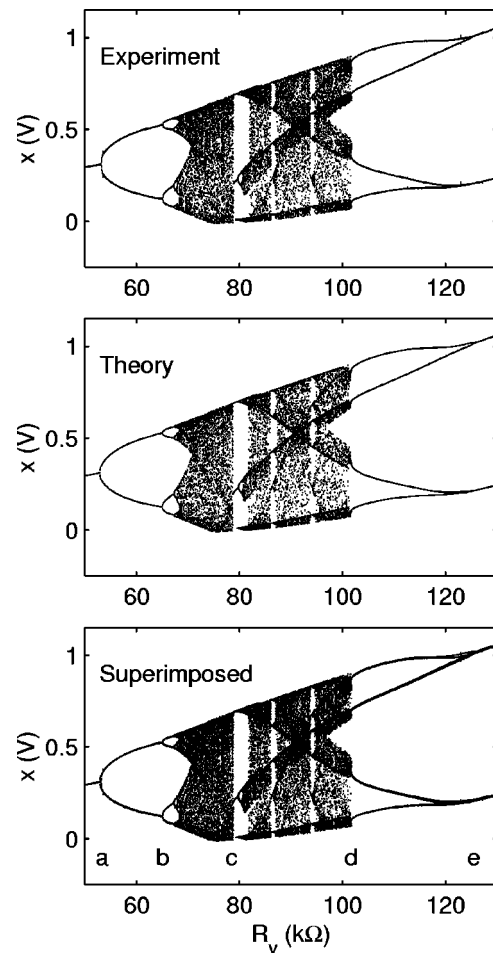 1
Experiment
x (V)
0.5
0
60 80 100 120
1
Theory
x (V)
0.5
0
60 80 100 120
1
Superimposed
x (V)
0.5
0
a b c d e
60 80 100 120
R_v (kΩ)